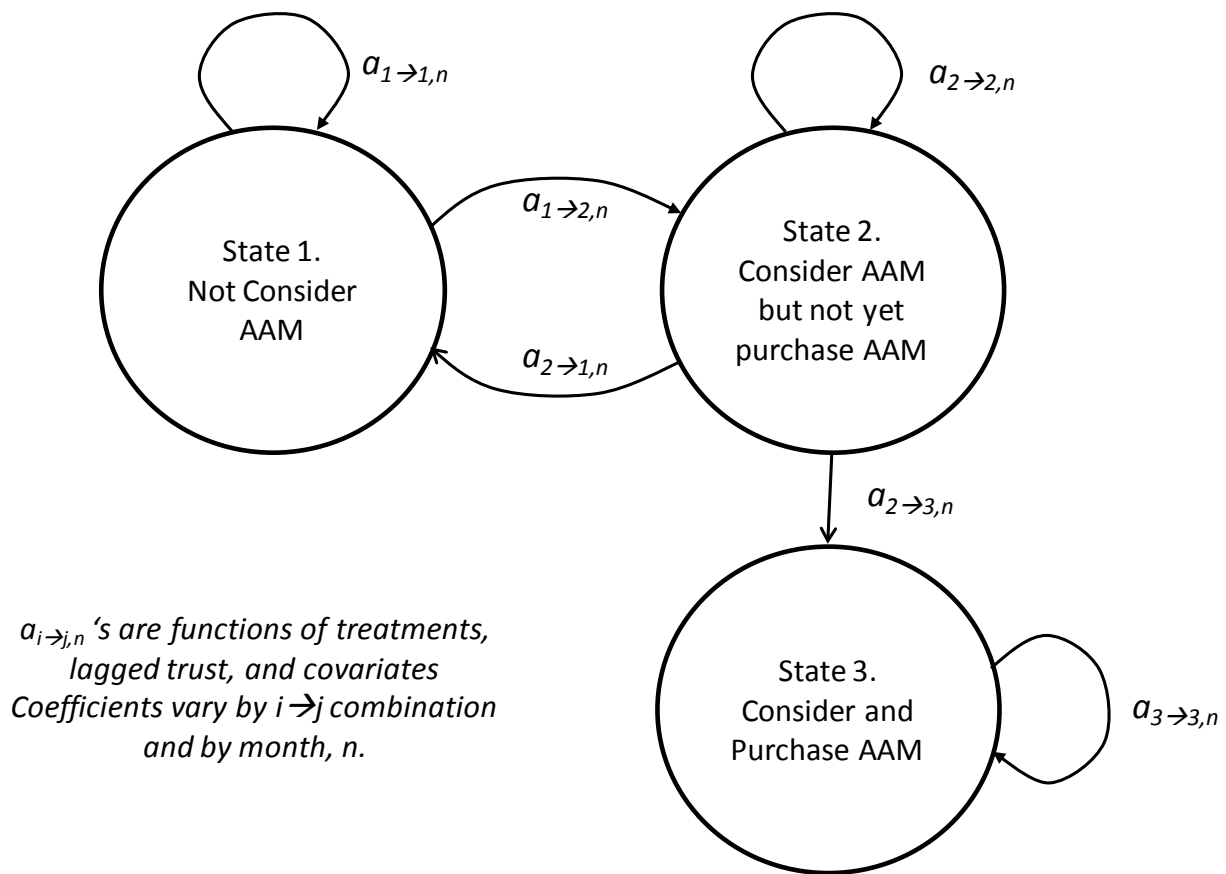 a1→1,n
a2→2,n
a1→2,n
State 1.
Not Consider
AAM
State 2.
Consider AAM
but not yet
purchase AAM
a2→1,n
a2→3,n
ai→j,n 's are functions of treatments,
lagged trust, and covariates
Coefficients vary by i→j combination
and by month, n.
State 3.
Consider and
Purchase AAM
a3→3,n